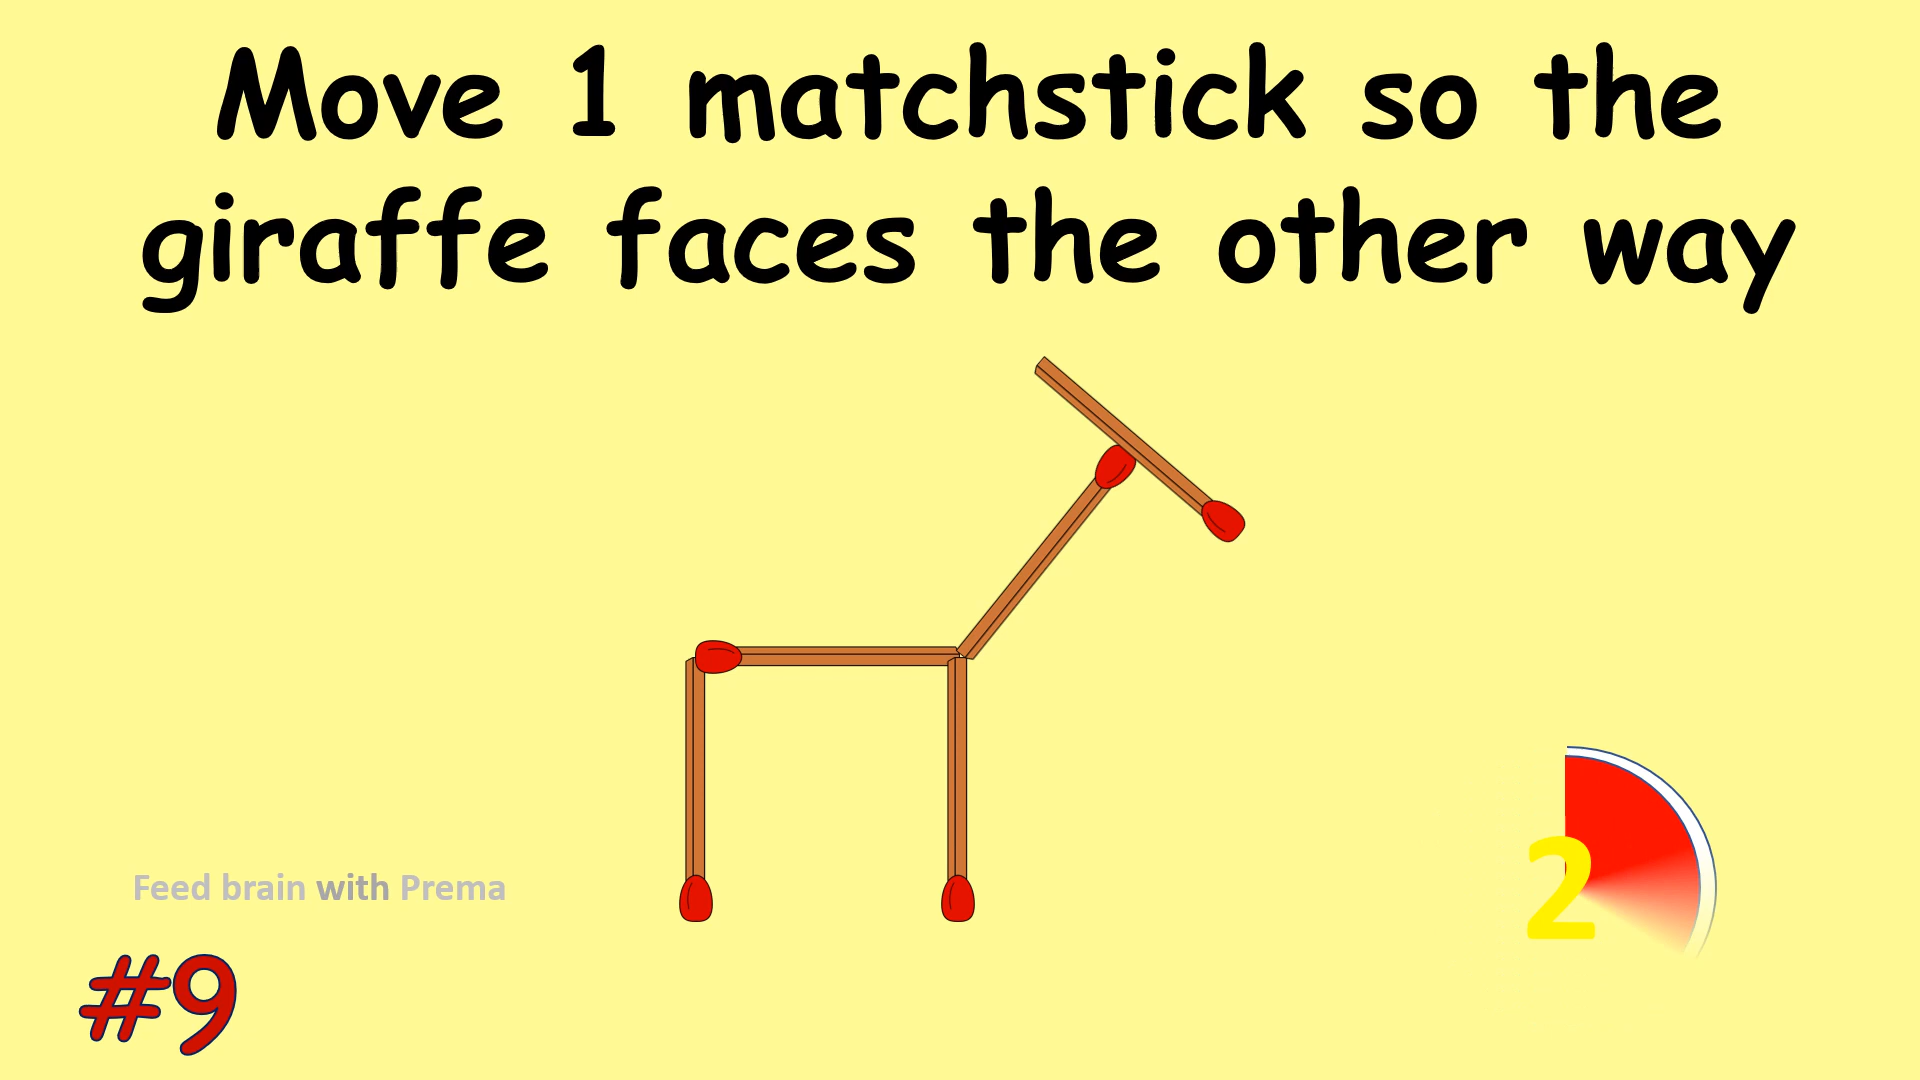 Move 1 matchstick so the
giraffe faces the other way
2
Feed brain with Prema
#9